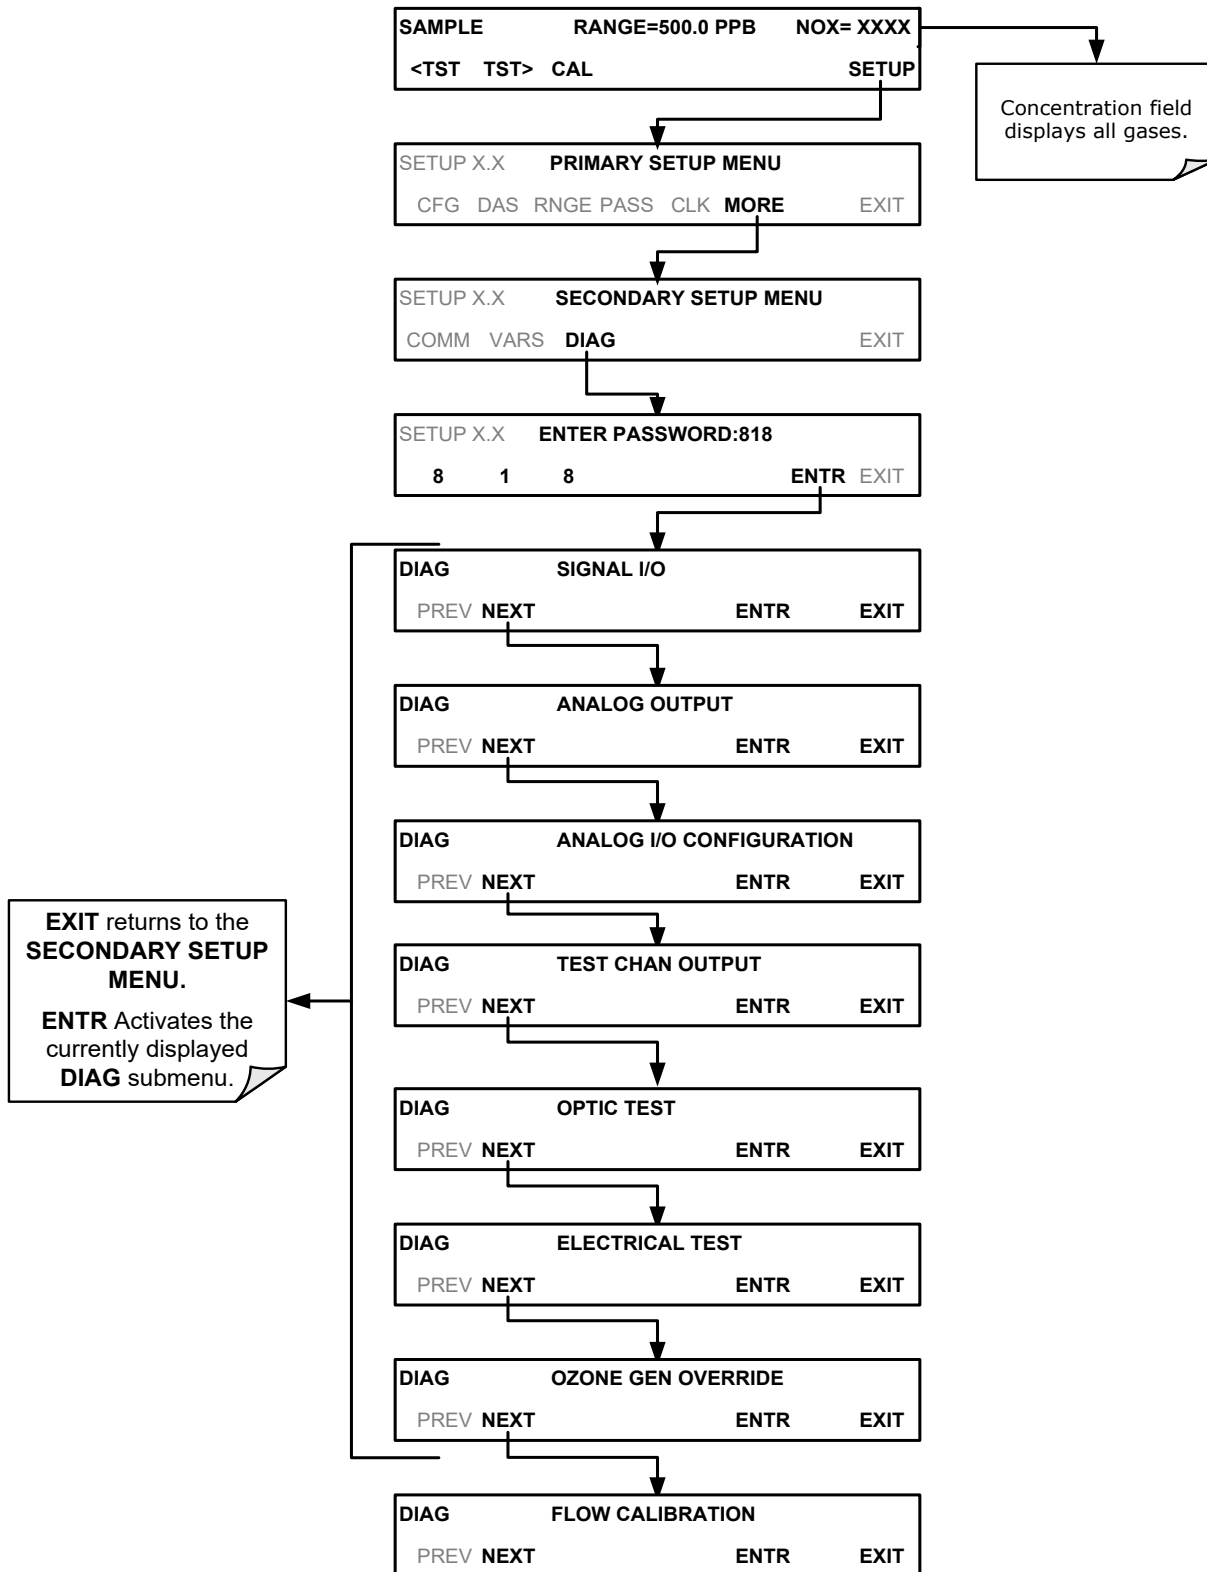 SAMPLE RANGE=500.0 PPB NOX= XXXX
<TST TST> CAL SETUP
Concentration field
displays all gases.
SETUP X.X PRIMARY SETUP MENU
CFG DAS RNGE PASS CLK MORE EXIT
SETUP X.X SECONDARY SETUP MENU
COMM VARS DIAG EXIT
SETUP X.X ENTER PASSWORD:818
8 1 8 ENTR EXIT
DIAG SIGNAL I/O
PREV NEXT ENTR EXIT
DIAG ANALOG OUTPUT
PREV NEXT ENTR EXIT
DIAG ANALOG I/O CONFIGURATION
PREV NEXT ENTR EXIT
EXIT returns to the
SECONDARY SETUP
MENU.
ENTR Activates the
currently displayed
DIAG submenu.
DIAG TEST CHAN OUTPUT
PREV NEXT ENTR EXIT
DIAG OPTIC TEST
PREV NEXT ENTR EXIT
DIAG ELECTRICAL TEST
PREV NEXT ENTR EXIT
DIAG OZONE GEN OVERRIDE
PREV NEXT ENTR EXIT
DIAG FLOW CALIBRATION
PREV NEXT ENTR EXIT